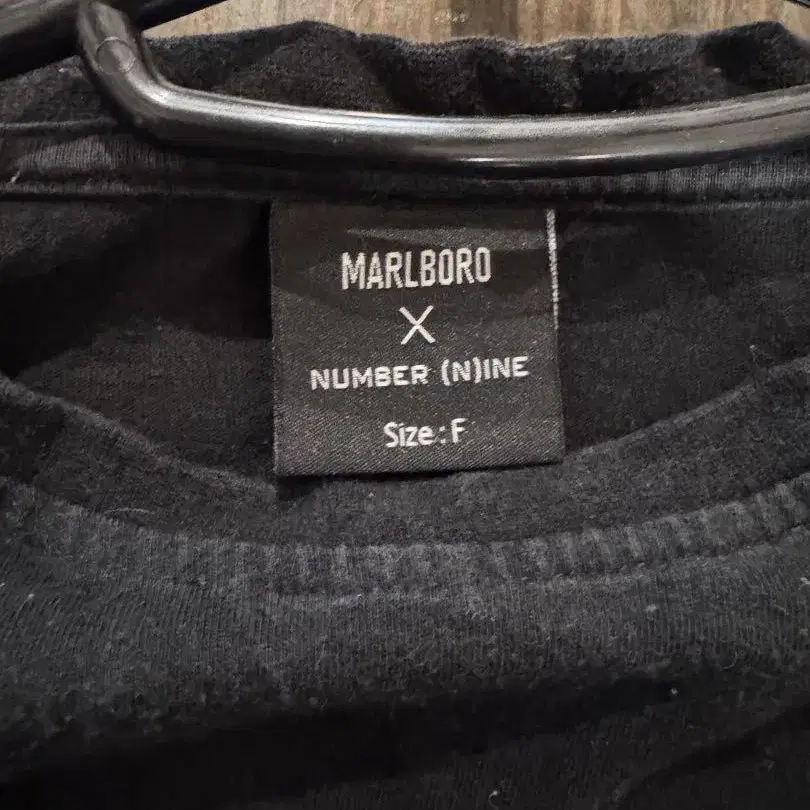 MARLBORO
X
NUMBER (N)INE
Size : F